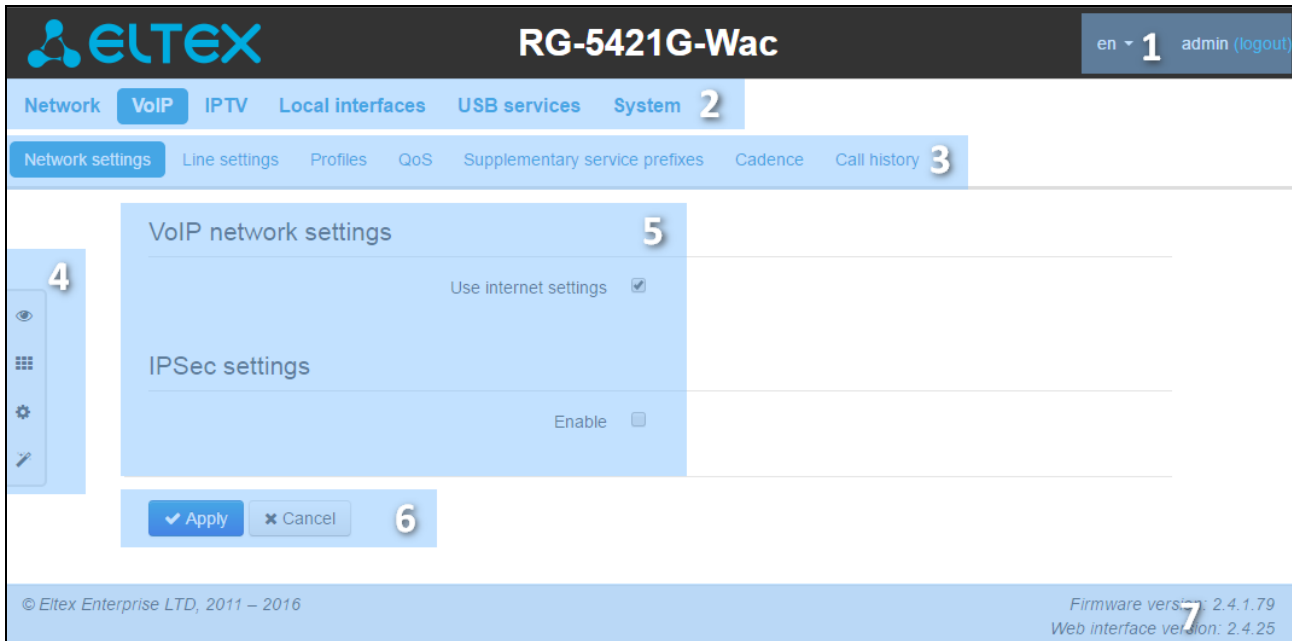 ELTEX RG-5421G-Wac en 1 admin (logout)
Network VoIP IPTV Local interfaces USB services System 2
Network settings Line settings Profiles QoS Supplementary service prefixes Cadence Call history 3
VoIP network settings 5
4
Use internet settings
IPSec settings
Enable
Apply Cancel 6
© Eltex Enterprise LTD, 2011 – 2016
Firmware version: 2.4.1.79
Web interface version: 2.4.25
7